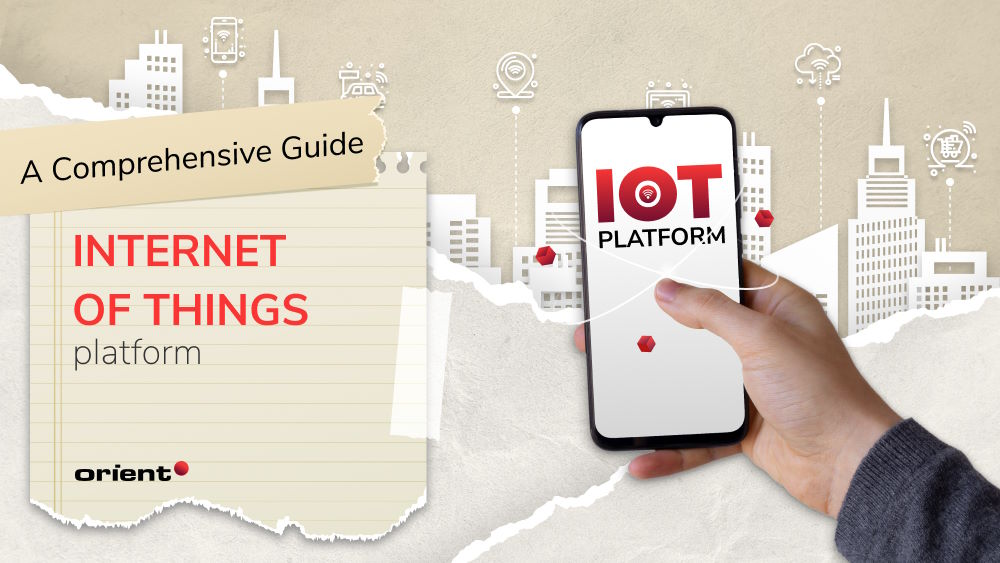 A Comprehensive Guide
INTERNET
OF THINGS
platform
orient
IOT
PLATFORM